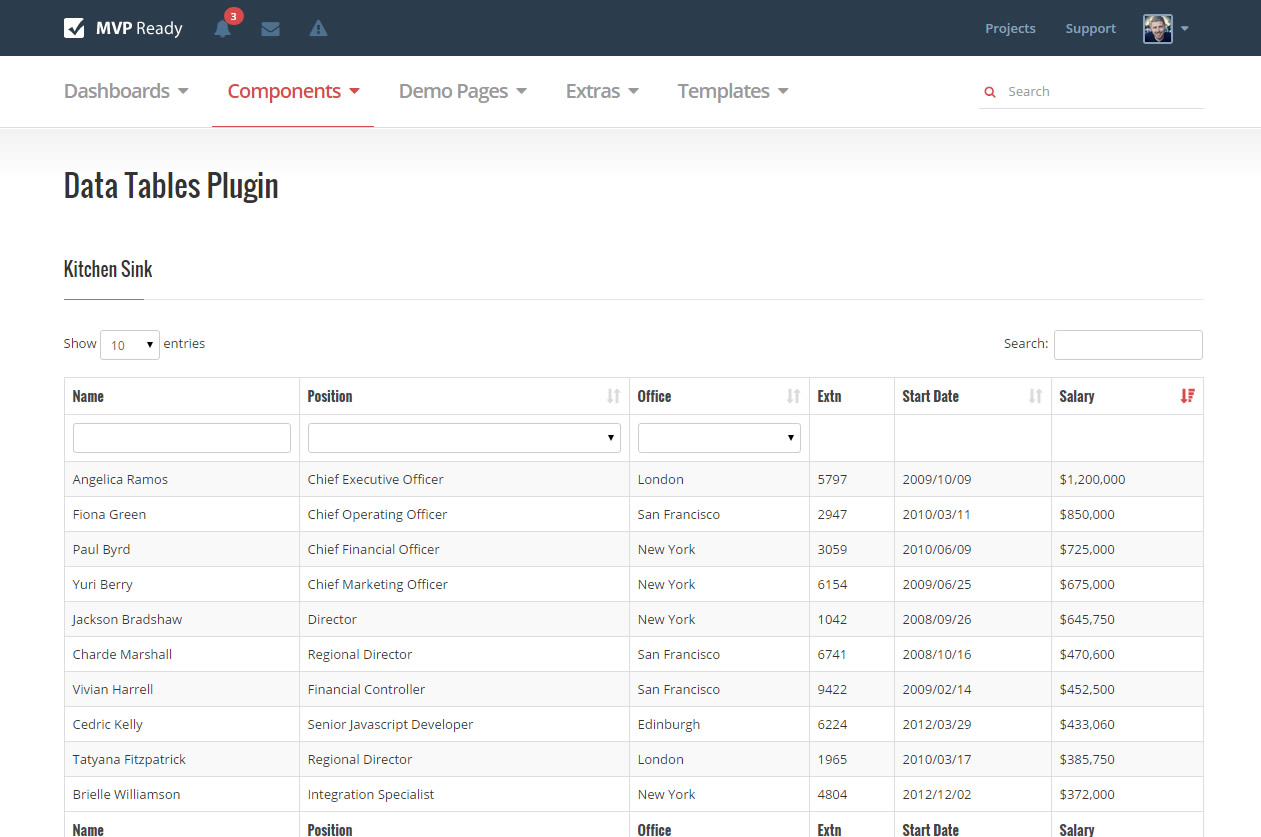 MVP Ready 3 Projects Support
Dashboards Components Demo Pages Extras Templates Search
Data Tables Plugin
Kitchen Sink
Show 10 entries Search:
Name Position Office Extn Start Date Salary
Angelica Ramos Chief Executive Officer London 5797 2009/10/09 $1,200,000
Fiona Green Chief Operating Officer San Francisco 2947 2010/03/11 $850,000
Paul Byrd Chief Financial Officer New York 3059 2010/06/09 $725,000
Yuri Berry Chief Marketing Officer New York 6154 2009/06/25 $675,000
Jackson Bradshaw Director New York 1042 2008/09/26 $645,750
Charde Marshall Regional Director San Francisco 6741 2008/10/16 $470,600
Vivian Harrell Financial Controller San Francisco 9422 2009/02/14 $452,500
Cedric Kelly Senior Javascript Developer Edinburgh 6224 2012/03/29 $433,060
Tatyana Fitzpatrick Regional Director London 1965 2010/03/17 $385,750
Brielle Williamson Integration Specialist New York 4804 2012/12/02 $372,000
Name Position Office Extn Start Date Salary